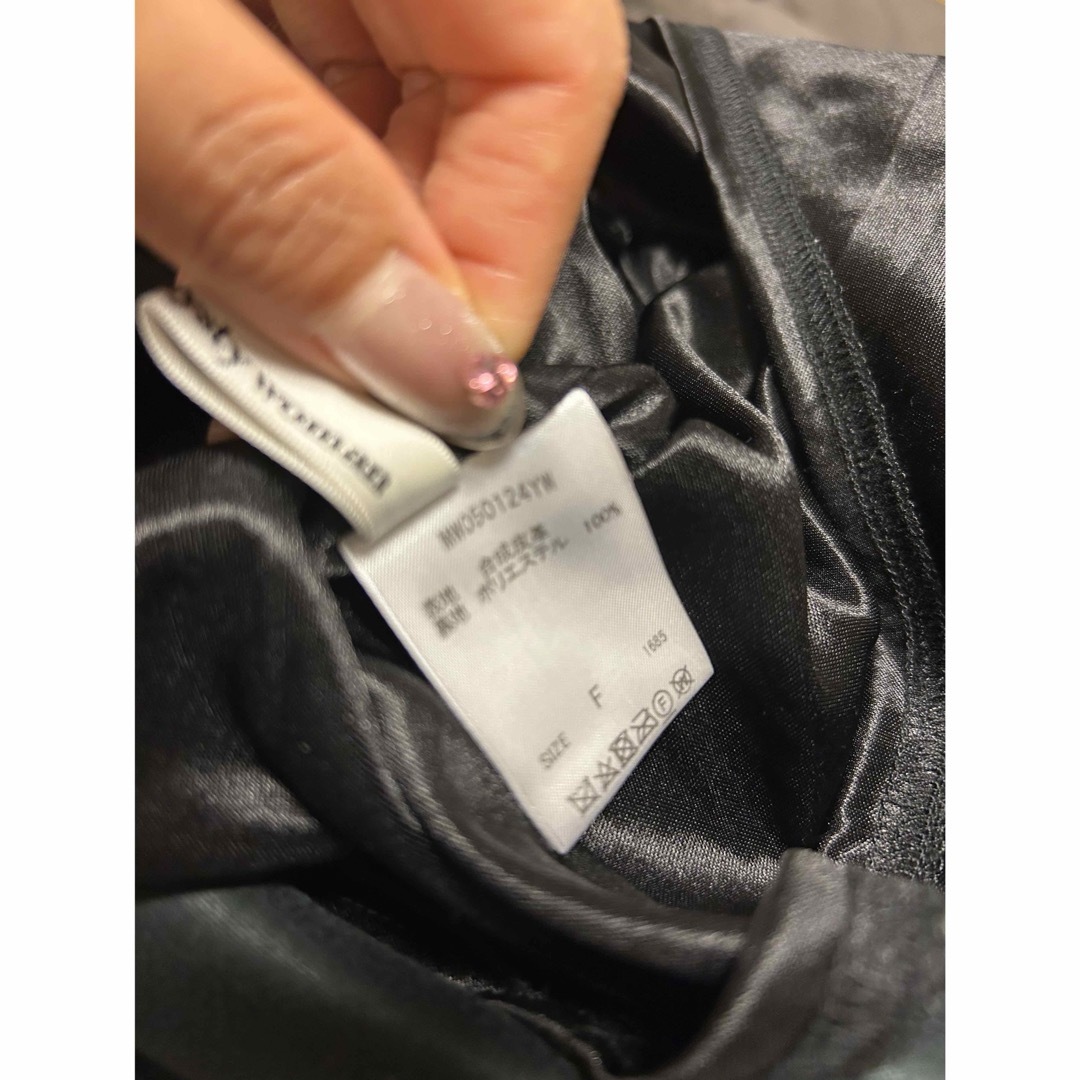 woman
MW050124YM
表地 合成皮革
裏地 ポリエステル 100%
1685
SIZE F
F